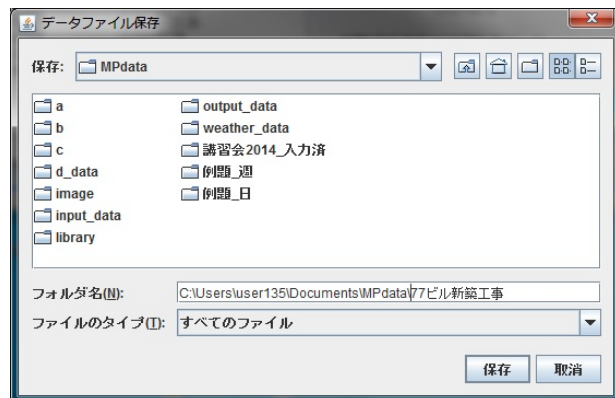 データファイル保存
保存: MPdata
a
b
c
d_data
image
input_data
library
output_data
weather_data
講習会2014_入力済
例題_週
例題_日
フォルダ名(N): C:\Users\user135\Documents\MPdata\77ビル新築工事
ファイルのタイプ(T): すべてのファイル
保存 取消